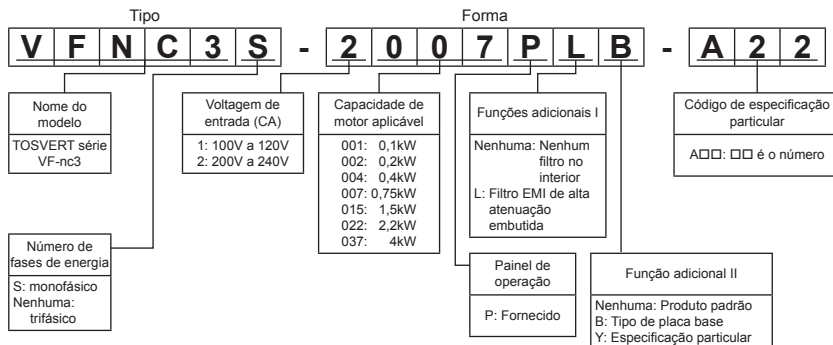 Tipo
Forma
V F N C 3 S - 2 0 0 7 P L B - A 2 2
Nome do
modelo
TOSVERT série
VF-nc3
Voltagem de
entrada (CA)
1: 100V a 120V
2: 200V a 240V
Capacidade de
motor aplicável
001: 0,1kW
002: 0,2kW
004: 0,4kW
007: 0,75kW
015: 1,5kW
022: 2,2kW
037: 4kW
Funções adicionais I
Nenhuma: Nenhum
filtro no
interior
L: Filtro EMI de alta
atenuação
embutida
Código de especificação
particular
A□□: □□ é o número
Número de
fases de energia
S: monofásico
Nenhuma:
trifásico
Painel de
operação
P: Fornecido
Função adicional II
Nenhuma: Produto padrão
B: Tipo de placa base
Y: Especificação particular